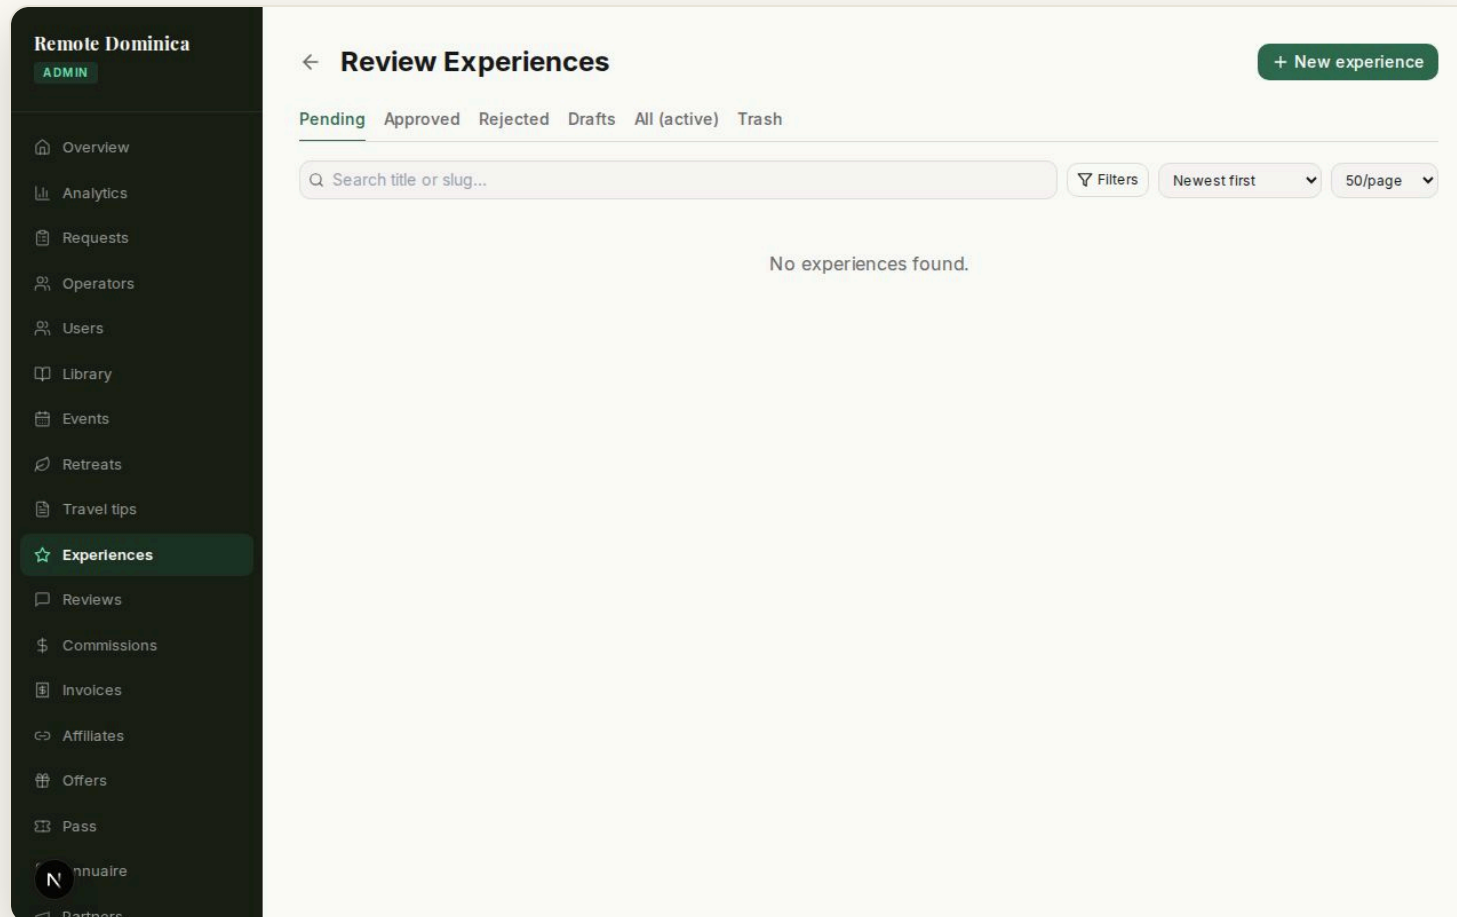 Remote Dominica
ADMIN
Overview
Analytics
Requests
Operators
Users
Library
Events
Retreats
Travel tips
Experiences
Reviews
Commissions
Invoices
Affiliates
Offers
Pass
nnuaire
Partners
N
Review Experiences
+ New experience
Pending Approved Rejected Drafts All (active) Trash
Search title or slug... Filters Newest first 50/page
No experiences found.